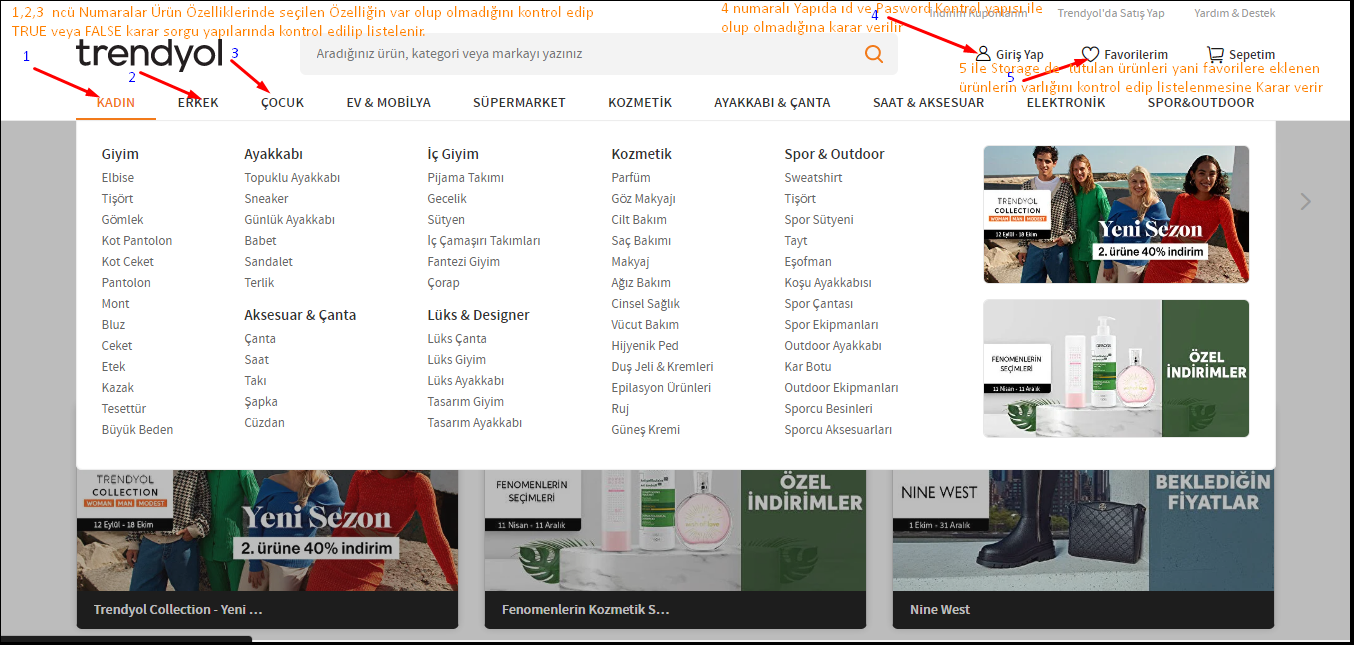 1,2,3 ncü Numaralar Ürün Özelliklerinde seçilen Özelliğin var olup olmadığını kontrol edip
TRUE veya FALSE karar sorgu yapılarında kontrol edilip listelenir.
4 numaralı Yapıda ıd ve Pasword Kontrol yapısı ile
olup olmadığına karar verilir
İndirim Kuponlarım Trendyol'da Satış Yap Yardım & Destek
1 2 3 4 5
trendyol
Aradığınız ürün, kategori veya markayı yazınız
Giriş Yap Favorilerim Sepetim
5 ile Storage de tutulan ürünleri yani favorilere eklenen
ürünlerin varlığını kontrol edip listelenmesine Karar verir
KADIN ERKEK ÇOCUK EV & MOBİLYA SÜPERMARKET KOZMETİK AYAKKABI & ÇANTA SAAT & AKSESUAR ELEKTRONİK SPOR&OUTDOOR
Giyim
Elbise
Tişört
Gömlek
Kot Pantolon
Kot Ceket
Pantolon
Mont
Bluz
Ceket
Etek
Kazak
Tesettür
Büyük Beden
Ayakkabı
Topuklu Ayakkabı
Sneaker
Günlük Ayakkabı
Babet
Sandalet
Terlik
Aksesuar & Çanta
Çanta
Saat
Takı
Şapka
Cüzdan
İç Giyim
Pijama Takımı
Gecelik
Sütyen
İç Çamaşırı Takımları
Fantezi Giyim
Çorap
Lüks & Designer
Lüks Çanta
Lüks Giyim
Lüks Ayakkabı
Tasarım Giyim
Tasarım Ayakkabı
Kozmetik
Parfüm
Göz Makyajı
Cilt Bakım
Saç Bakımı
Makyaj
Ağız Bakım
Cinsel Sağlık
Vücut Bakım
Hijyenik Ped
Duş Jeli & Kremleri
Epilasyon Ürünleri
Ruj
Güneş Kremi
Spor & Outdoor
Sweatshirt
Tişört
Spor Sütyeni
Tayt
Eşofman
Koşu Ayakkabısı
Spor Çantası
Spor Ekipmanları
Outdoor Ayakkabı
Kar Botu
Outdoor Ekipmanları
Sporcu Besinleri
Sporcu Aksesuarları
TRENDYOL
COLLECTION
WOMAN MAN MODEST
12 Eylül - 18 Ekim
Yeni Sezon
2. ürüne 40% indirim
FENOMENLERİN
SEÇİMLERİ
11 Nisan - 11 Aralık
ÖZEL
İNDİRİMLER
TRENDYOL
COLLECTION
WOMAN MAN MODEST
12 Eylül - 18 Ekim
Yeni Sezon
2. ürüne 40% indirim
Trendyol Collection - Yeni ...
FENOMENLERİN
SEÇİMLERİ
11 Nisan - 11 Aralık
ÖZEL
İNDİRİMLER
Fenomenlerin Kozmetik S...
NINE WEST
1 Ekim - 31 Aralık
BEKLEDİĞİN
FİYATLAR
Nine West